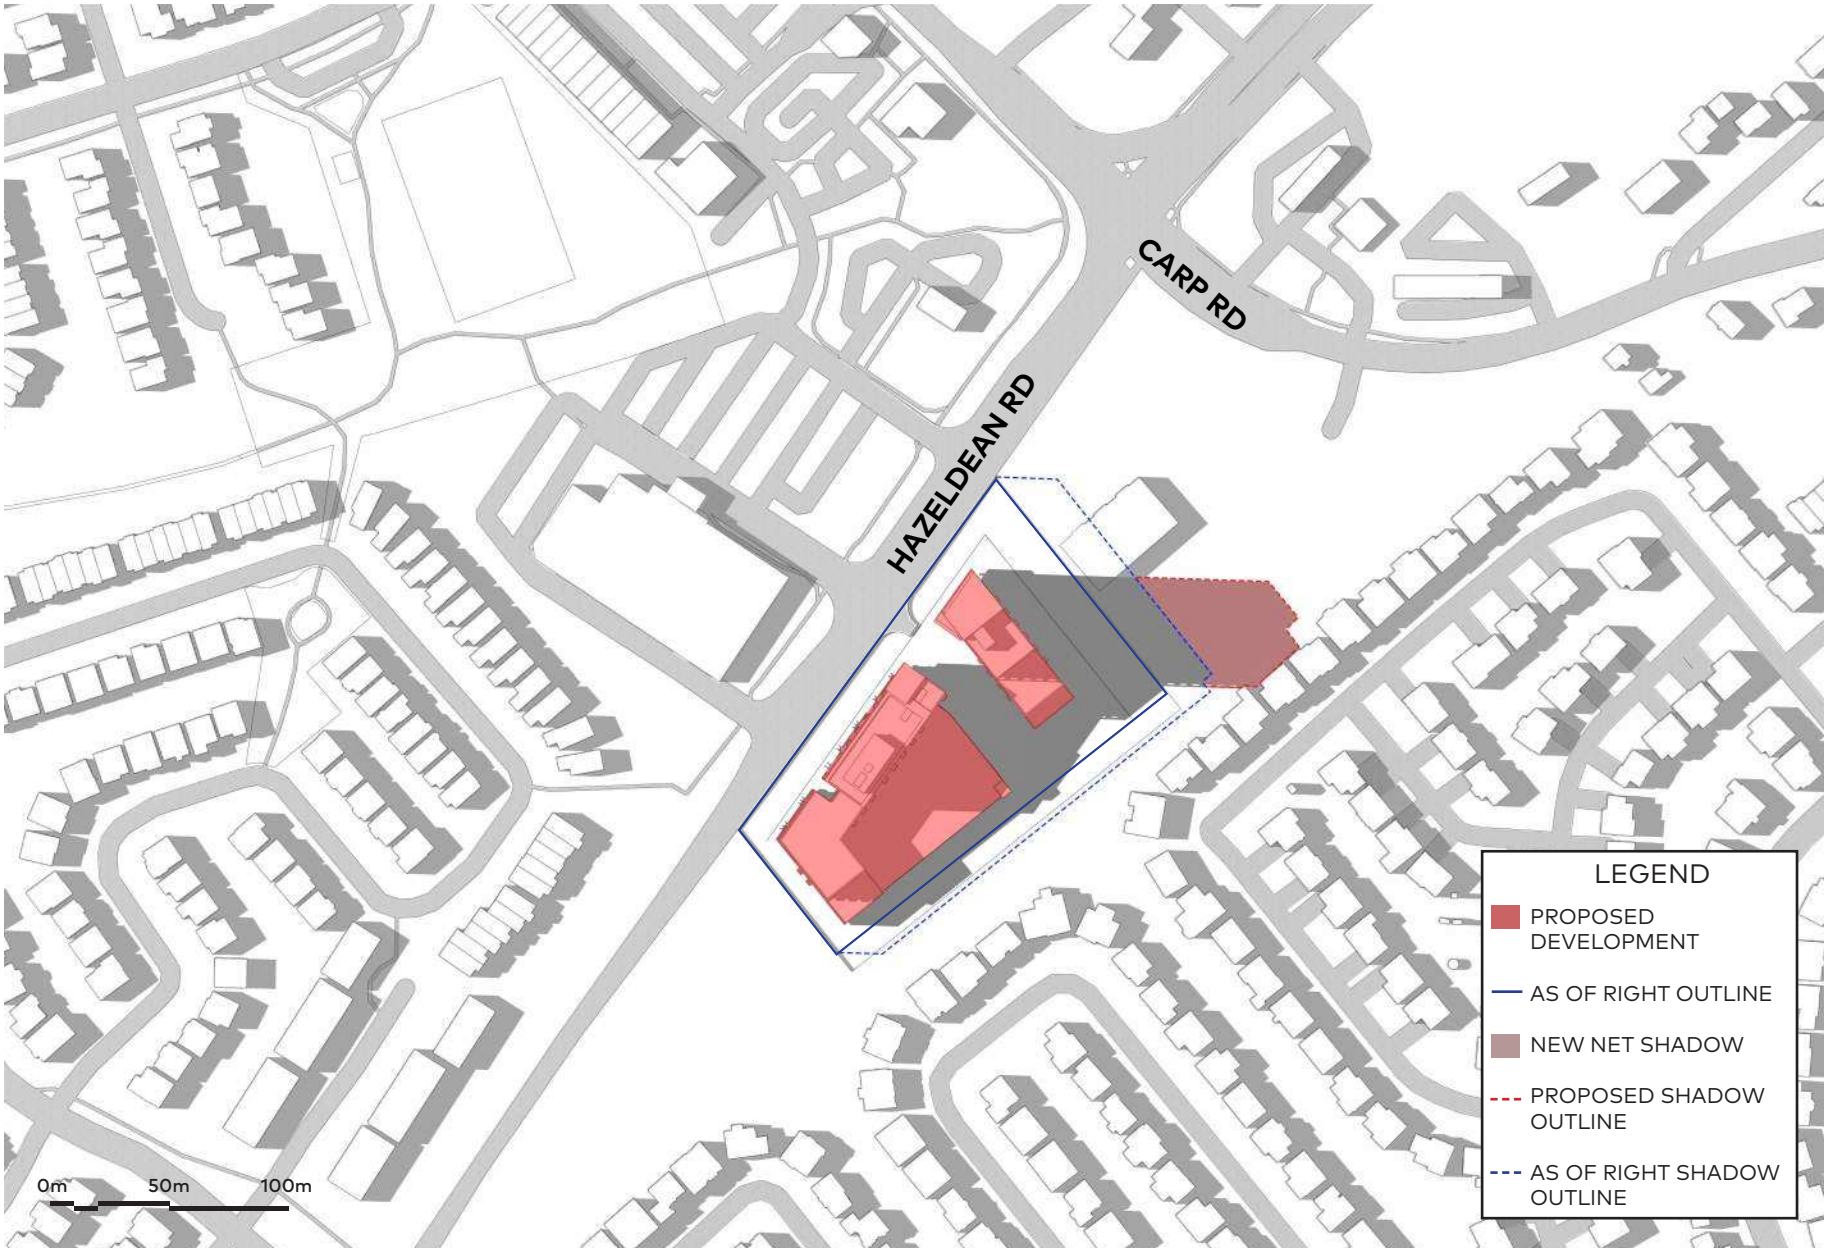 CARP RD
HAZELDEAN RD
LEGEND
PROPOSED
DEVELOPMENT
AS OF RIGHT OUTLINE
NEW NET SHADOW
PROPOSED SHADOW
OUTLINE
AS OF RIGHT SHADOW
OUTLINE
0m 50m 100m